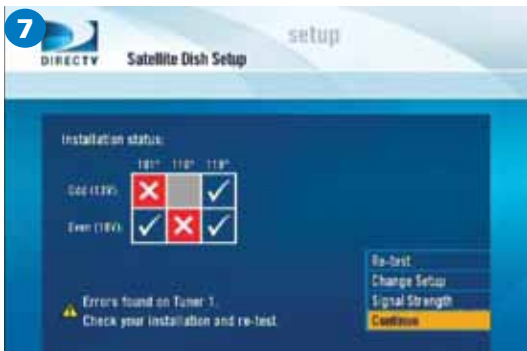 7
setup
DIRECTV
Satellite Dish Setup
Installation status:
101° 110° 119°
Odd (13V):
Even (18V):
Re-test
Change Setup
Signal Strength
Continue
Errors found on Tuner 1.
Check your installation and re-test